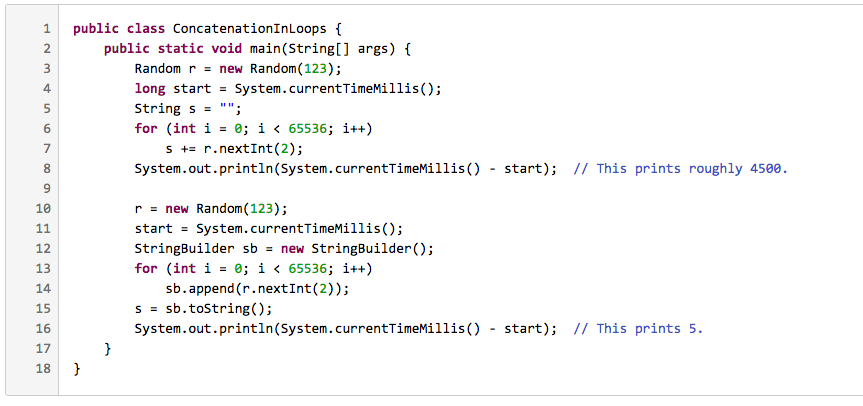 1 public class ConcatenationInLoops {
2     public static void main(String[] args) {
3         Random r = new Random(123);
4         long start = System.currentTimeMillis();
5         String s = "";
6         for (int i = 0; i < 65536; i++)
7             s += r.nextInt(2);
8         System.out.println(System.currentTimeMillis() - start);  // This prints roughly 4500.
9
10         r = new Random(123);
11         start = System.currentTimeMillis();
12         StringBuilder sb = new StringBuilder();
13         for (int i = 0; i < 65536; i++)
14             sb.append(r.nextInt(2));
15         s = sb.toString();
16         System.out.println(System.currentTimeMillis() - start);  // This prints 5.
17     }
18 }